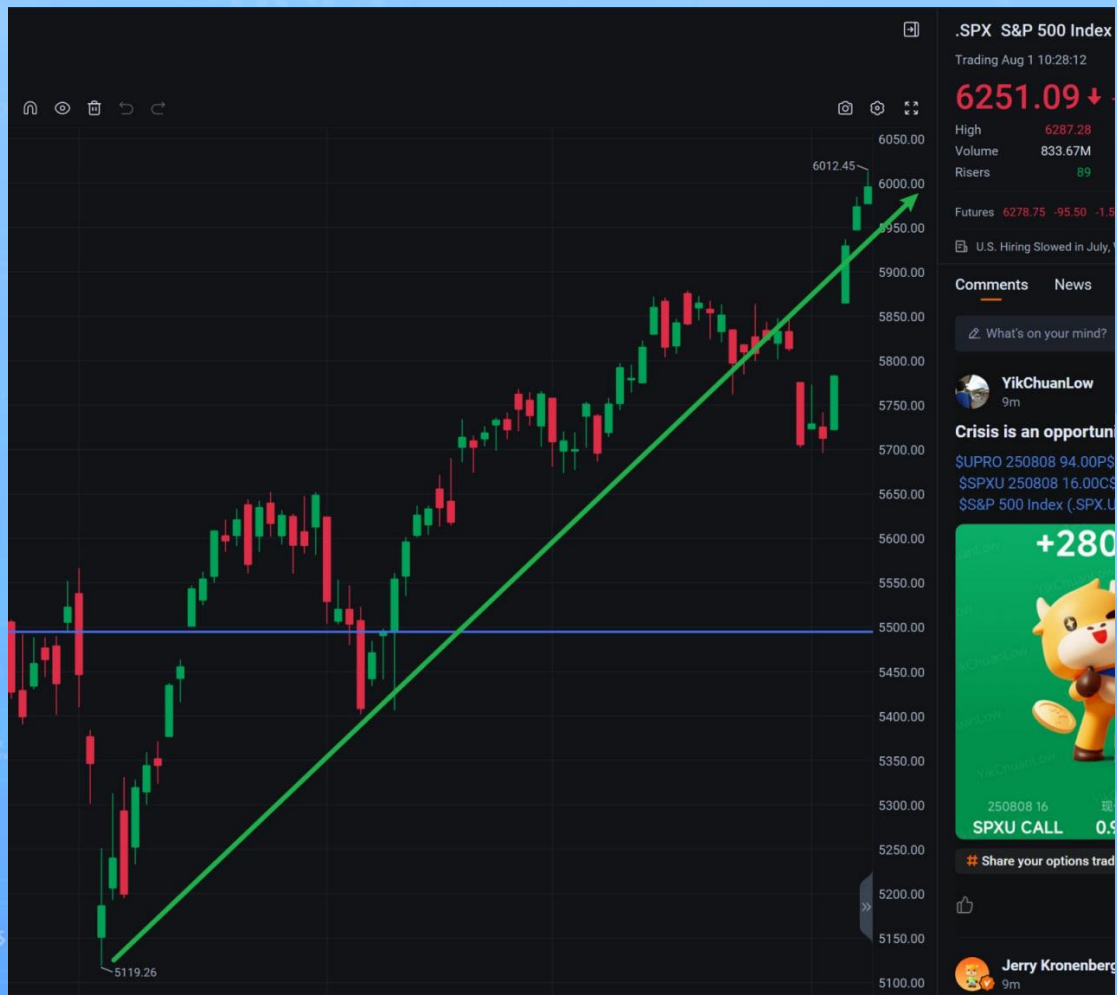 .SPX S&P 500 Index
Trading Aug 1 10:28:12
6251.09
High 6287.28
Volume 833.67M
Risers 89
Futures 6278.75 -95.50 -1.5
U.S. Hiring Slowed in July,
Comments News
What's on your mind?
YikChuanLow
9m
Crisis is an opportuni
$UPRO 250808 94.00P$
$SPXU 250808 16.00C$
$S&P 500 Index (.SPX.U
+280
250808 16 现
SPXU CALL 0.9
# Share your options trad
Jerry Kronenberg
9m
6050.00
6012.45
6000.00
5950.00
5900.00
5850.00
5800.00
5750.00
5700.00
5650.00
5600.00
5550.00
5500.00
5450.00
5400.00
5350.00
5300.00
5250.00
5200.00
5150.00
5119.26
5100.00